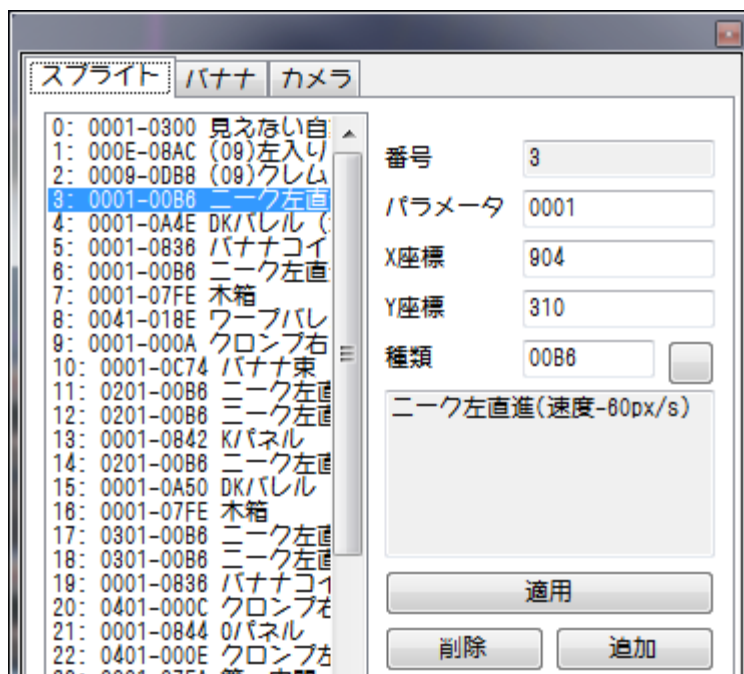 スプライト バナナ カメラ
0: 0001-0300 見えない自
1: 000E-08AC (09)左入り
2: 0009-0DB8 (09)クレム
3: 0001-00B6 ニーク左直
4: 0001-0A4E DKバレル (
5: 0001-0836 バナナコイ
6: 0001-00B6 ニーク左直
7: 0001-07FE 木箱
8: 0041-018E ワープバレ
9: 0001-000A クロンプ右
10: 0001-0C74 バナナ束
11: 0201-00B6 ニーク左直
12: 0201-00B6 ニーク左直
13: 0001-0842 Kパネル
14: 0201-00B6 ニーク左直
15: 0001-0A50 DKバレル
16: 0001-07FE 木箱
17: 0301-00B6 ニーク左直
18: 0301-00B6 ニーク左直
19: 0001-0836 バナナコイ
20: 0401-000C クロンプ右
21: 0001-0844 Oパネル
22: 0401-000E クロンプ左
番号 3
パラメータ 0001
X座標 904
Y座標 310
種類 00B6
ニーク左直進(速度-60px/s)
適用
削除 追加